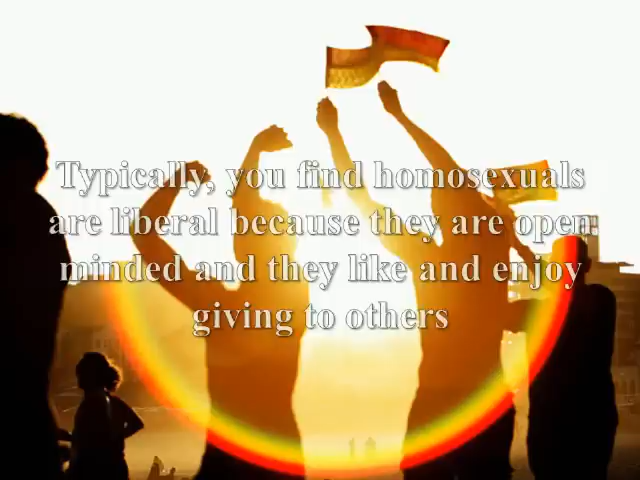 Typically, you find homosexuals
are liberal because they are open
minded and they like and enjoy
giving to others